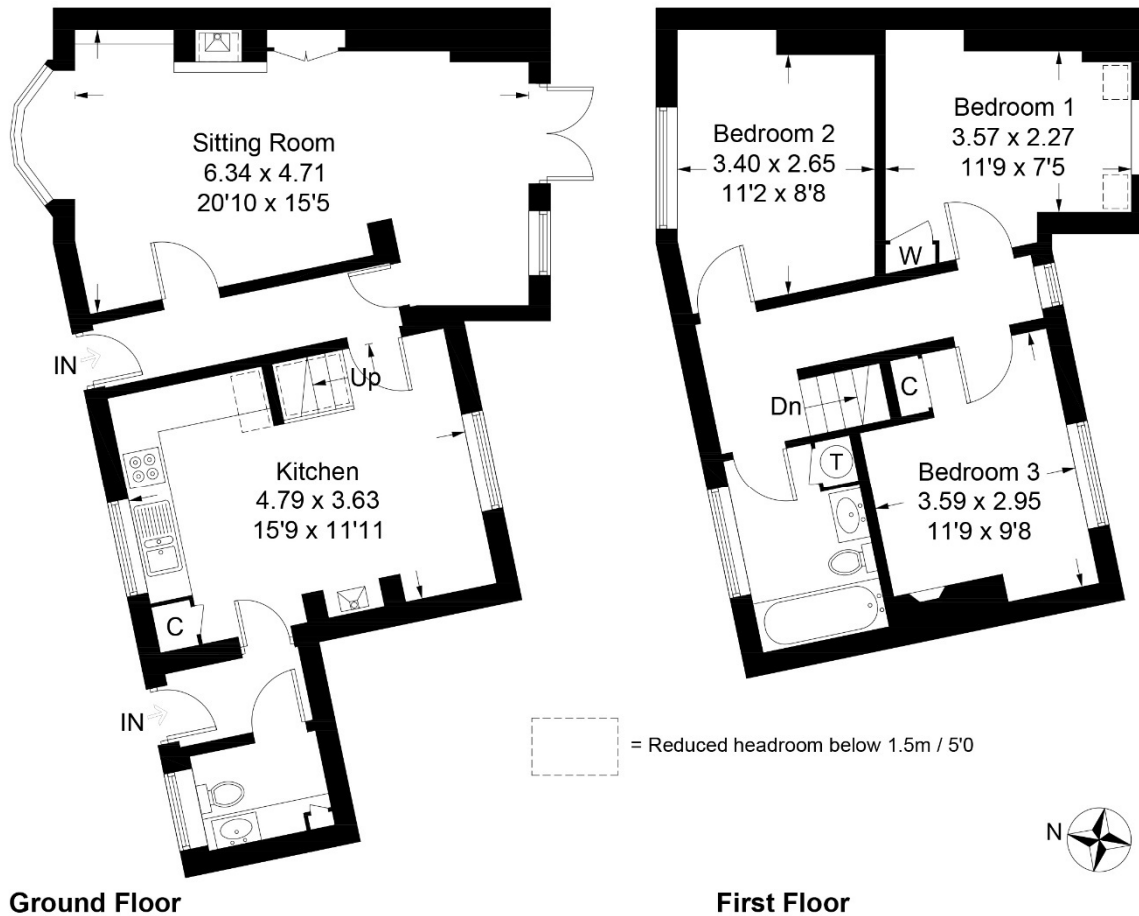 Sitting Room
6.34 x 4.71
20'10 x 15'5
IN
Up
Kitchen
4.79 x 3.63
15'9 x 11'11
C
IN
Ground Floor
Bedroom 2
3.40 x 2.65
11'2 x 8'8
Bedroom 1
3.57 x 2.27
11'9 x 7'5
W
Dn
C
T
Bedroom 3
3.59 x 2.95
11'9 x 9'8
= Reduced headroom below 1.5m / 5'0
N
First Floor